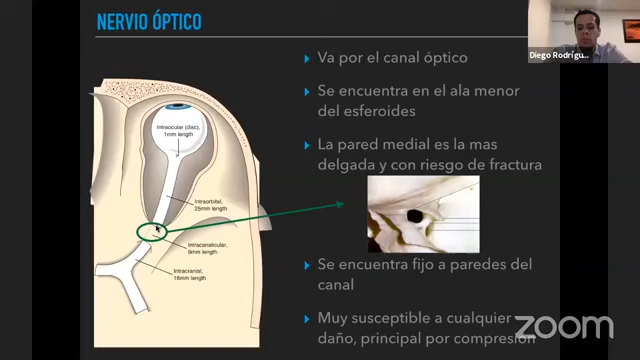 NERVIO ÓPTICO
Diego Rodrígu...
Va por el canal óptico
Se encuentra en el ala menor
del esferoides
La pared medial es la mas
delgada y con riesgo de fractura
Intraocular (disc),
1mm length
Intraorbital,
25mm length
Intracanalicular,
9mm length
Intracranial,
16mm length
Se encuentra fijo a paredes del
canal
Muy susceptible a cualquier
daño, principal por compresión
zoom